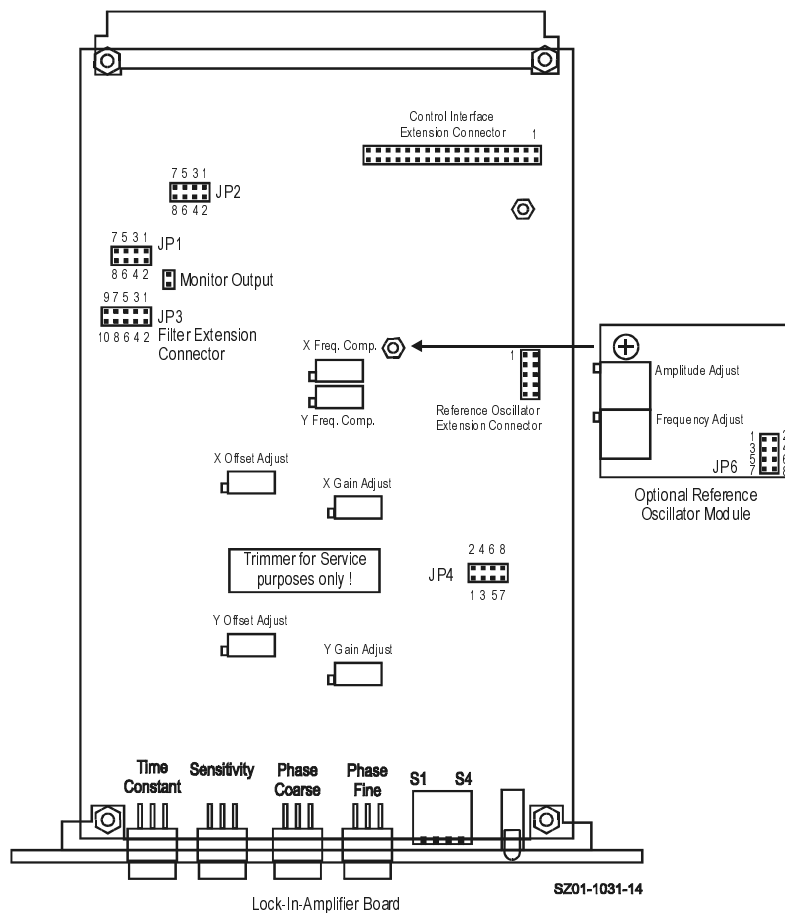 Control Interface
Extension Connector 1
7 5 3 1
JP2
8 6 4 2
7 5 3 1
JP1
8 6 4 2
Monitor Output
9 7 5 3 1
JP3
10 8 6 4 2
Filter Extension
Connector
X Freq. Comp.
1
Y Freq. Comp.
Reference Oscillator
Extension Connector
Amplitude Adjust
Frequency Adjust
1 2
3
5
7
JP6
Optional Reference
Oscillator Module
X Offset Adjust
X Gain Adjust
Trimmer for Service
purposes only !
2 4 6 8
JP4
1 3 5 7
Y Offset Adjust
Y Gain Adjust
Time
Constant
Sensitivity
Phase
Coarse
Phase
Fine
S1 S4
SZ01-1031-14
Lock-In-Amplifier Board